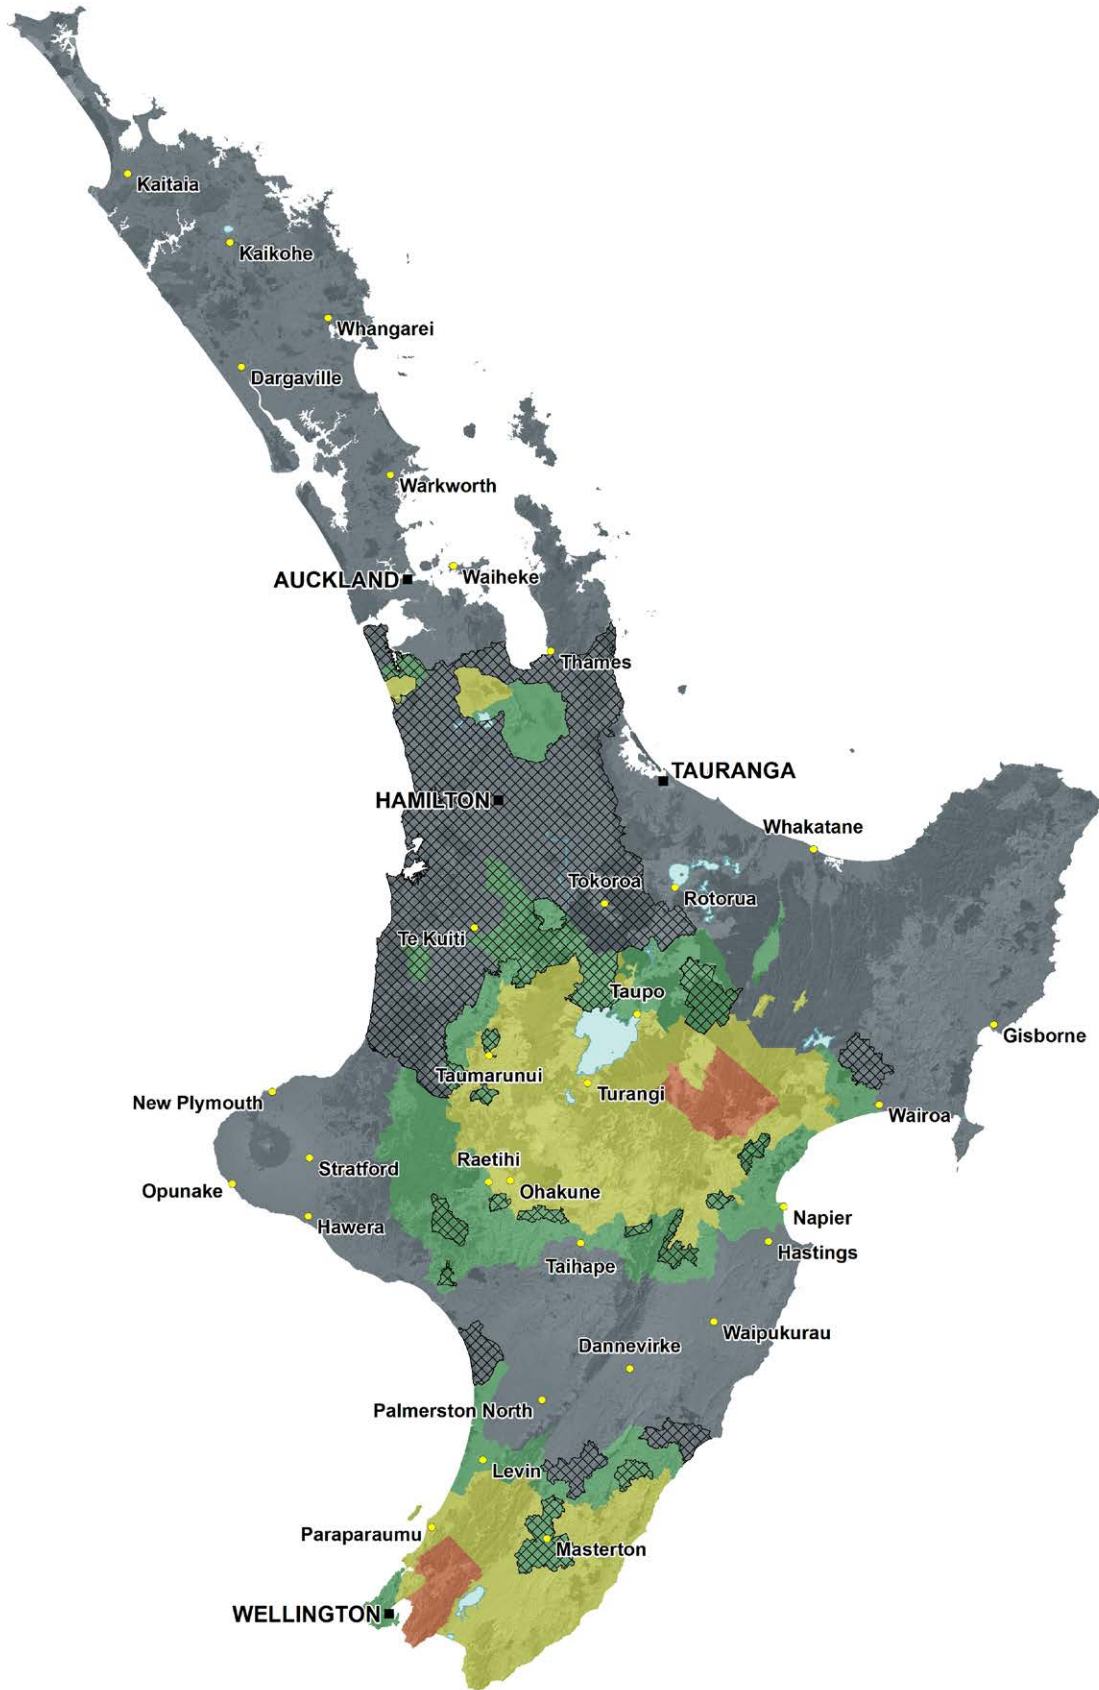 Kaitaia
Kaikohe
Whangarei
Dargaville
Warkworth
AUCKLAND
Waiheke
Thames
TAURANGA
HAMILTON
Whakatane
Tokoroa
Rotorua
Te Kuiti
Taupo
Gisborne
Taumarunui
Turangi
New Plymouth
Wairoa
Stratford
Raetihi
Opunake
Ohakune
Napier
Hawera
Hastings
Taihape
Waipukurau
Dannevirke
Palmerston North
Levin
Paraparaumu
Masterton
WELLINGTON